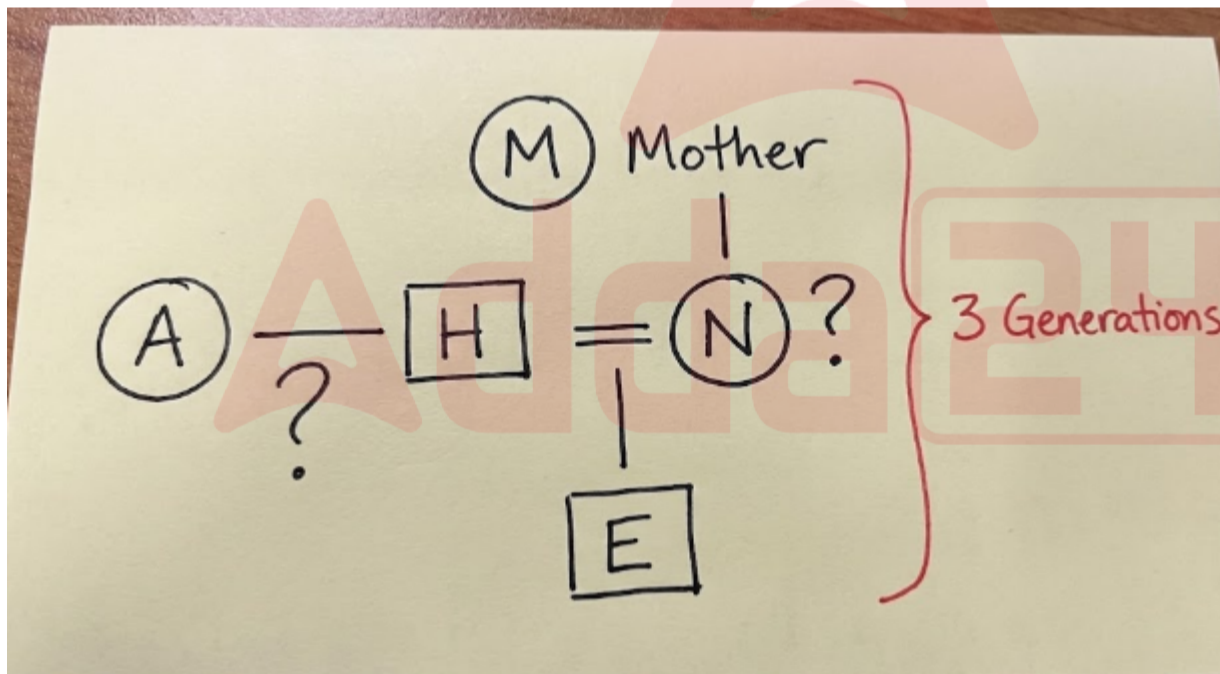 M Mother
A H = N ?
?
E
3 Generations
Adda24